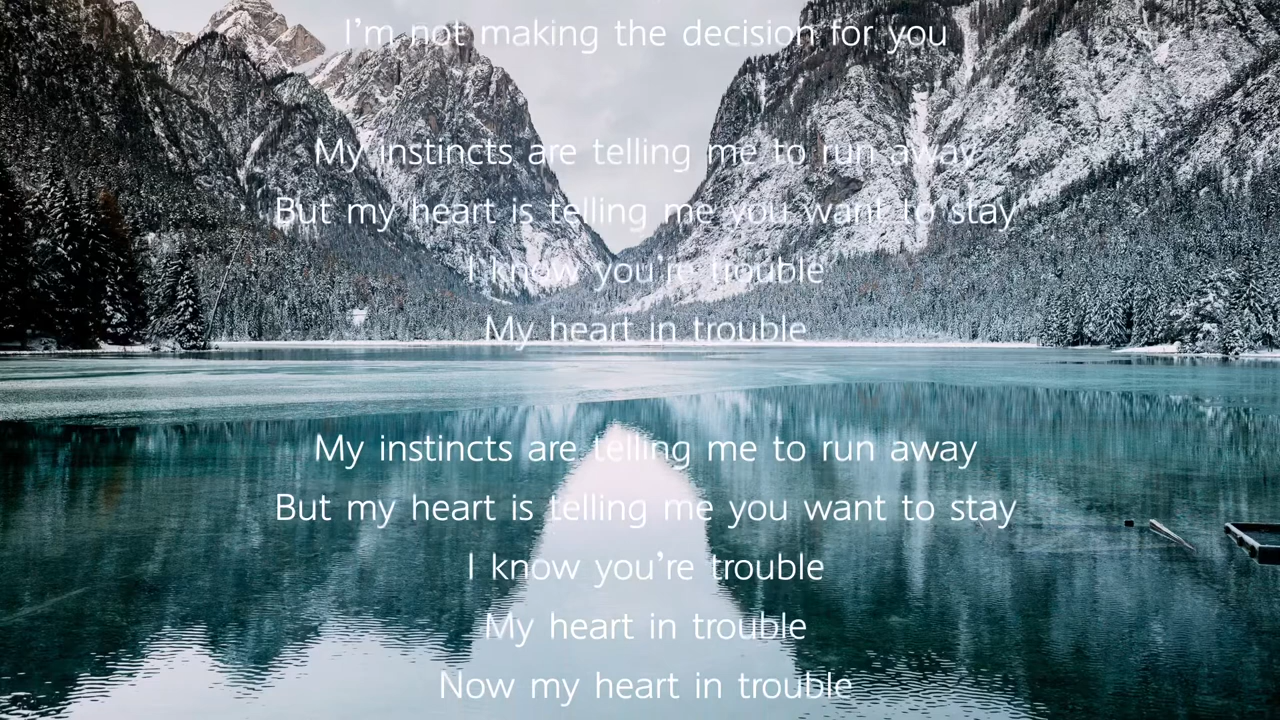 I'm not making the decision for you
My instincts are telling me to run away
But my heart is telling me you want to stay
I know you're trouble
My heart in trouble
My instincts are telling me to run away
But my heart is telling me you want to stay
I know you're trouble
My heart in trouble
Now my heart in trouble